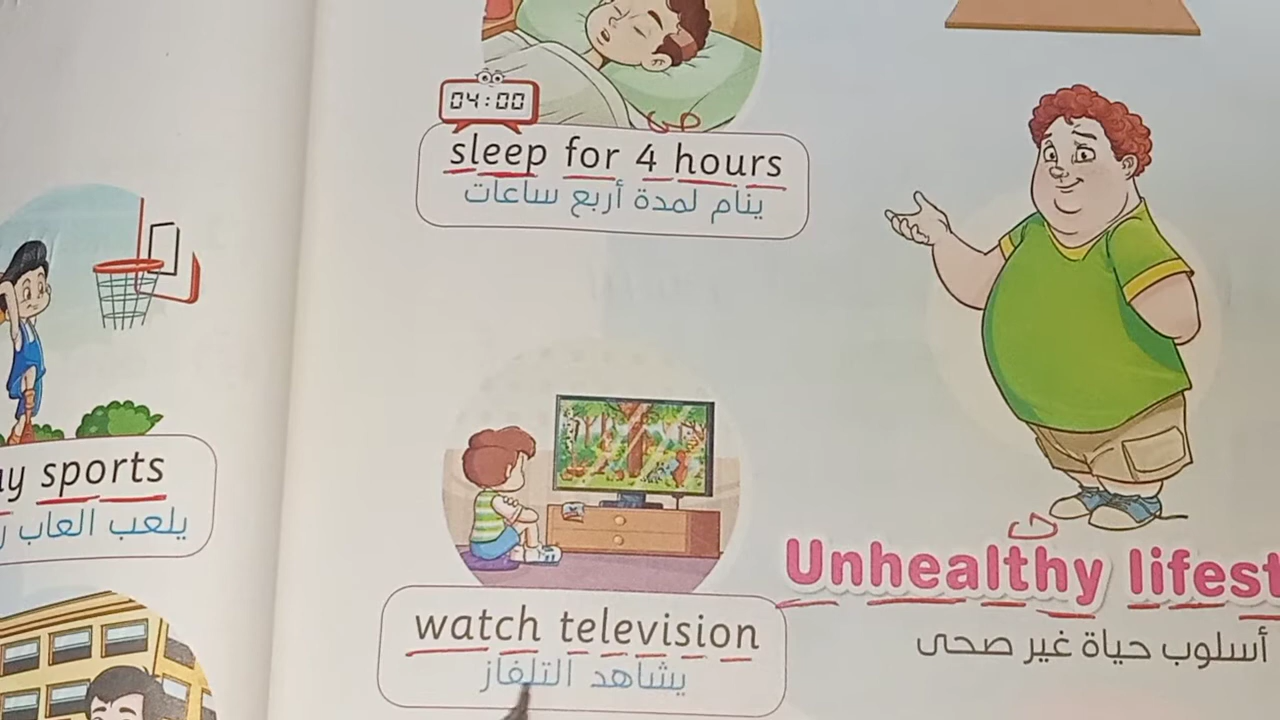 04:00
sleep for 4 hours
ينام لمدة أربع ساعات
sports
يلعب العاب
watch television
يشاهد التلفاز
Unhealthy lifest
أسلوب حياة غير صحى